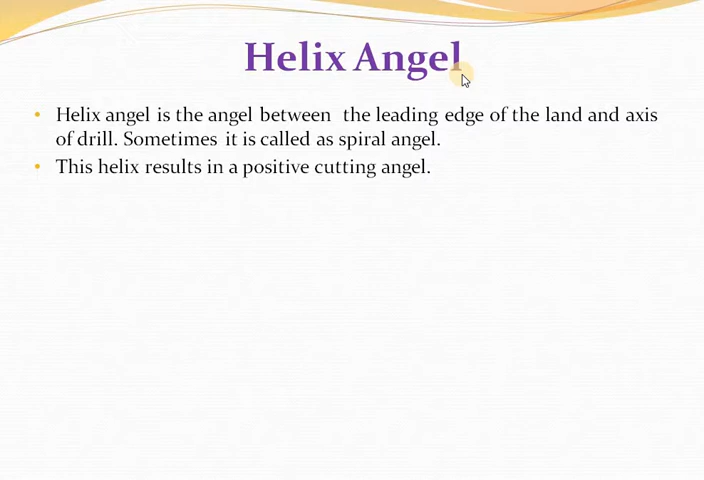 Helix Angel
• Helix angel is the angel between the leading edge of the land and axis
of drill. Sometimes it is called as spiral angel.
• This helix results in a positive cutting angel.